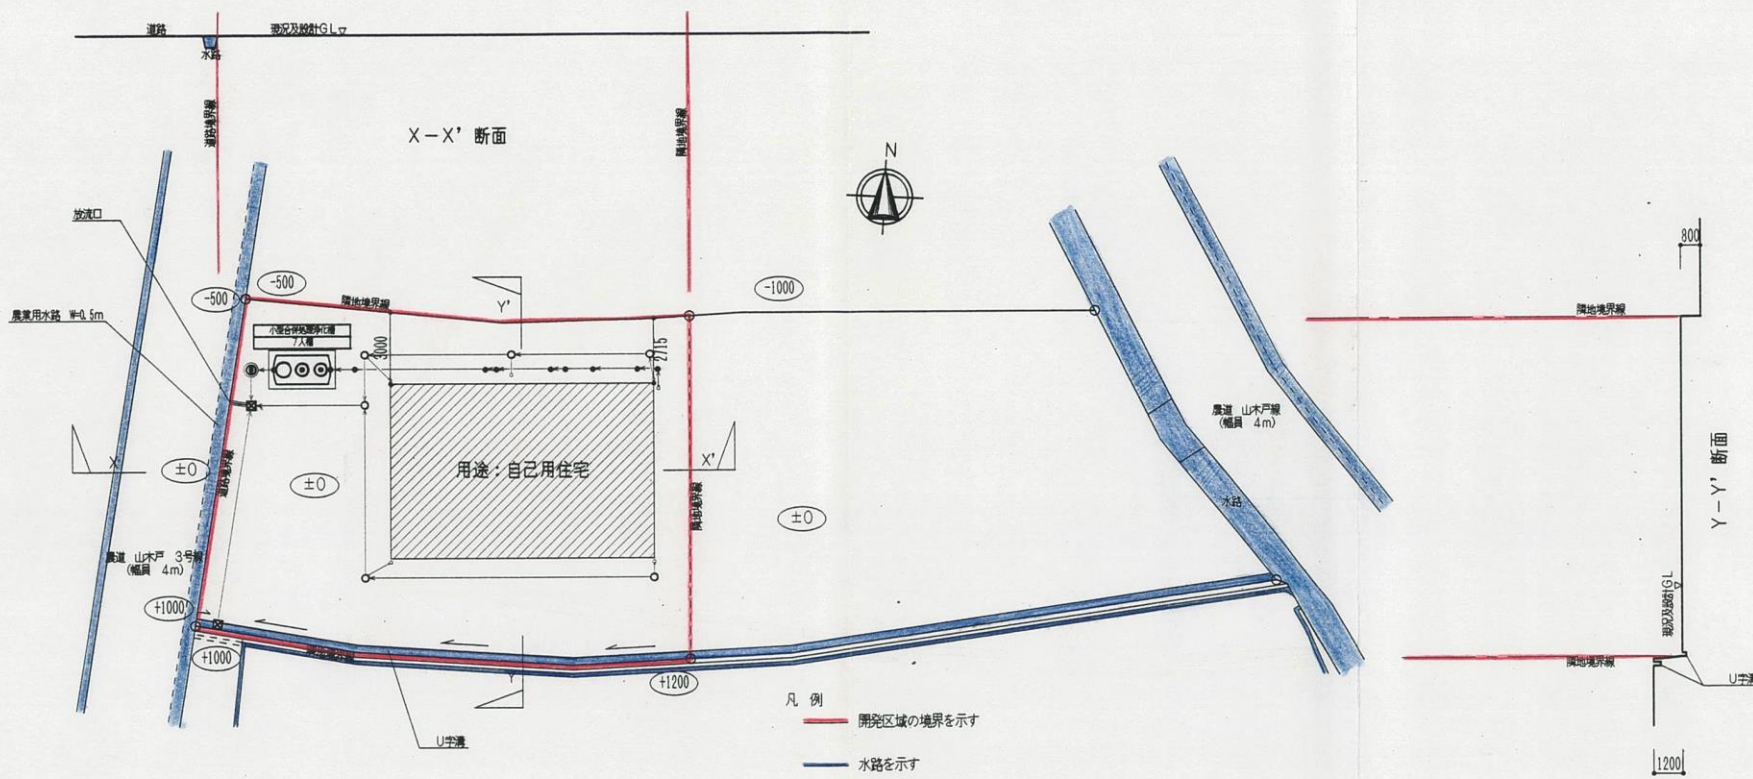 道路
現況及設計GL▽
水路
道路境界線
X－X' 断面
隣地境界線
N
放流口
農業用水路 W=0.5m
-500
-500
隣地境界線
Y'
-1000
小型合併処理浄化槽
7人槽
3000
2715
X
±0
道路境界線
±0
用途：自己用住宅
X'
隣地境界線
±0
農道 山木戸 3号線
(幅員 4m)
+1000
+1000
Y
+1200
U字溝
農道 山木戸線
(幅員 4m)
水路
800
隣地境界線
Y－Y' 断面
現況及設計GL
隣地境界線
U字溝
1200
凡 例
開発区域の境界を示す
水路を示す